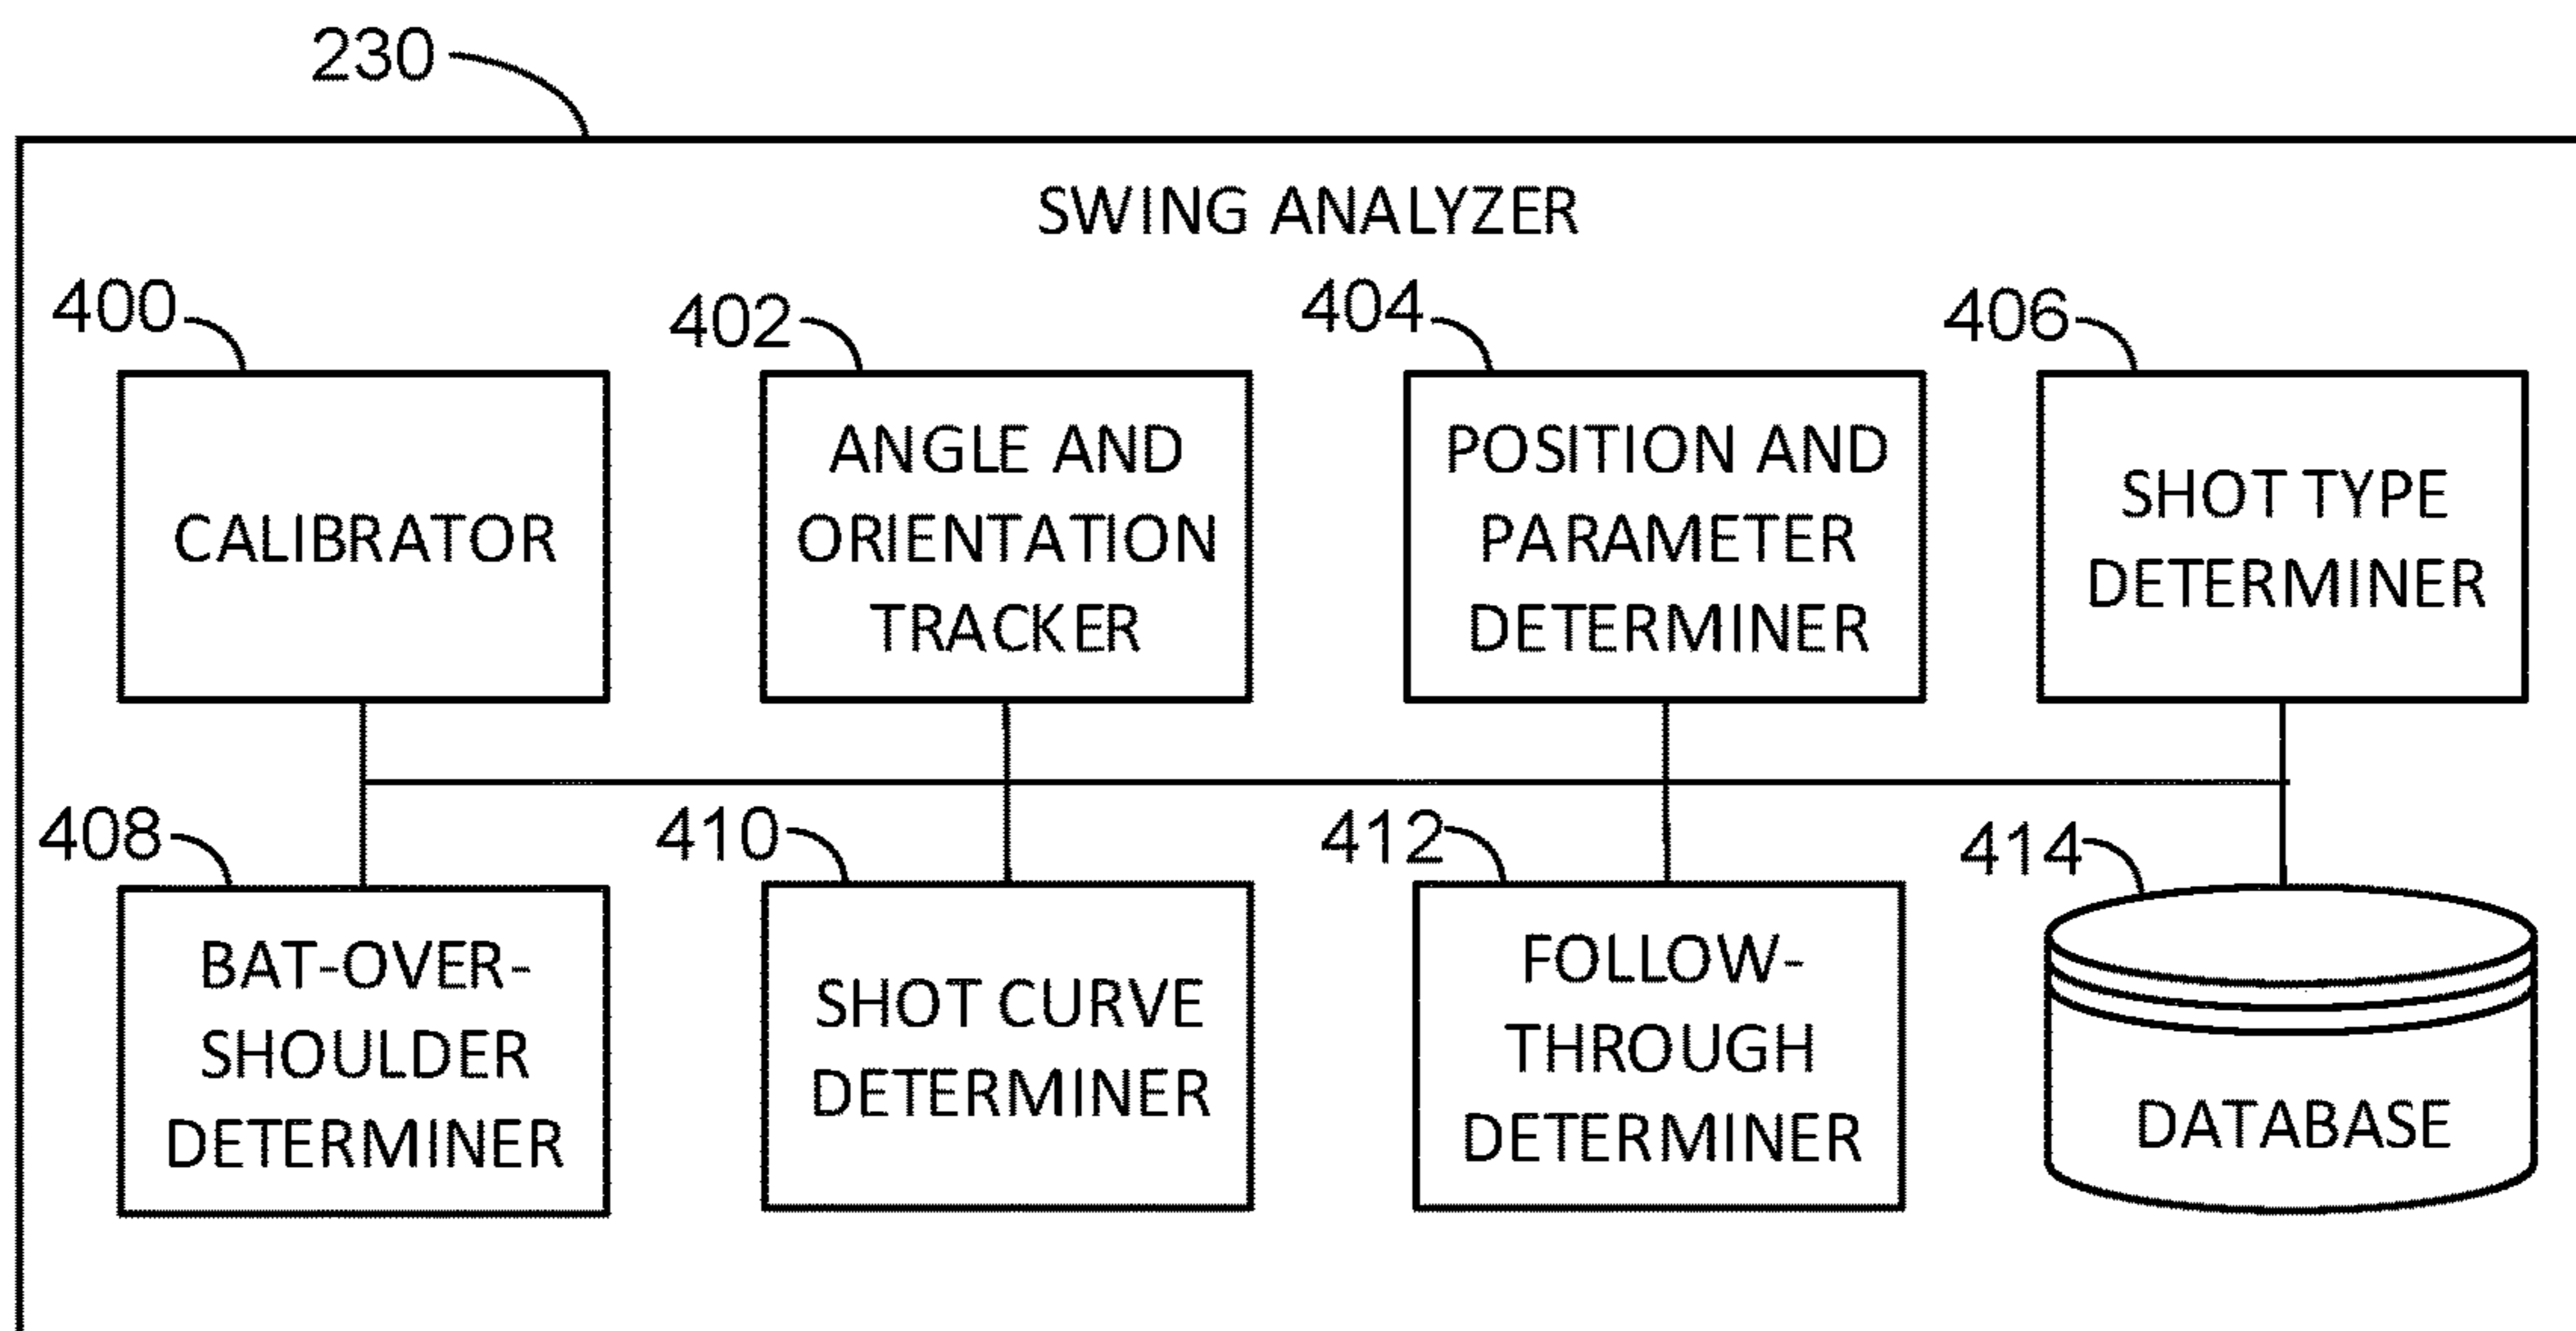 230
SWING ANALYZER
400
402
404
406
CALIBRATOR
ANGLE AND
ORIENTATION
TRACKER
POSITION AND
PARAMETER
DETERMINER
SHOT TYPE
DETERMINER
408
410
412
414
BAT-OVER-
SHOULDER
DETERMINER
SHOT CURVE
DETERMINER
FOLLOW-
THROUGH
DETERMINER
DATABASE